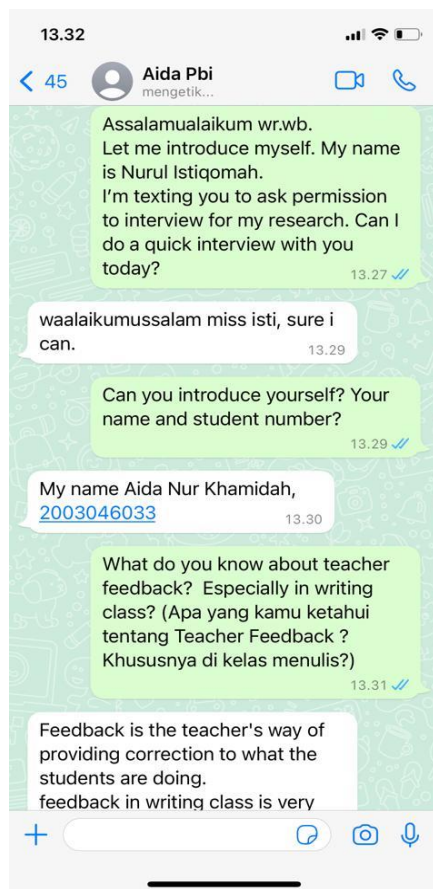 13.32
45
Aida Pbi
mengetik...
Assalamualaikum wr.wb.
Let me introduce myself. My name
is Nurul Istiqomah.
I'm texting you to ask permission
to interview for my research. Can I
do a quick interview with you
today?
13.27
waalaikumussalam miss isti, sure i
can.
13.29
Can you introduce yourself? Your
name and student number?
13.29
My name Aida Nur Khamidah,
2003046033
13.30
What do you know about teacher
feedback? Especially in writing
class? (Apa yang kamu ketahui
tentang Teacher Feedback ?
Khususnya di kelas menulis?)
13.31
Feedback is the teacher's way of
providing correction to what the
students are doing.
feedback in writing class is very